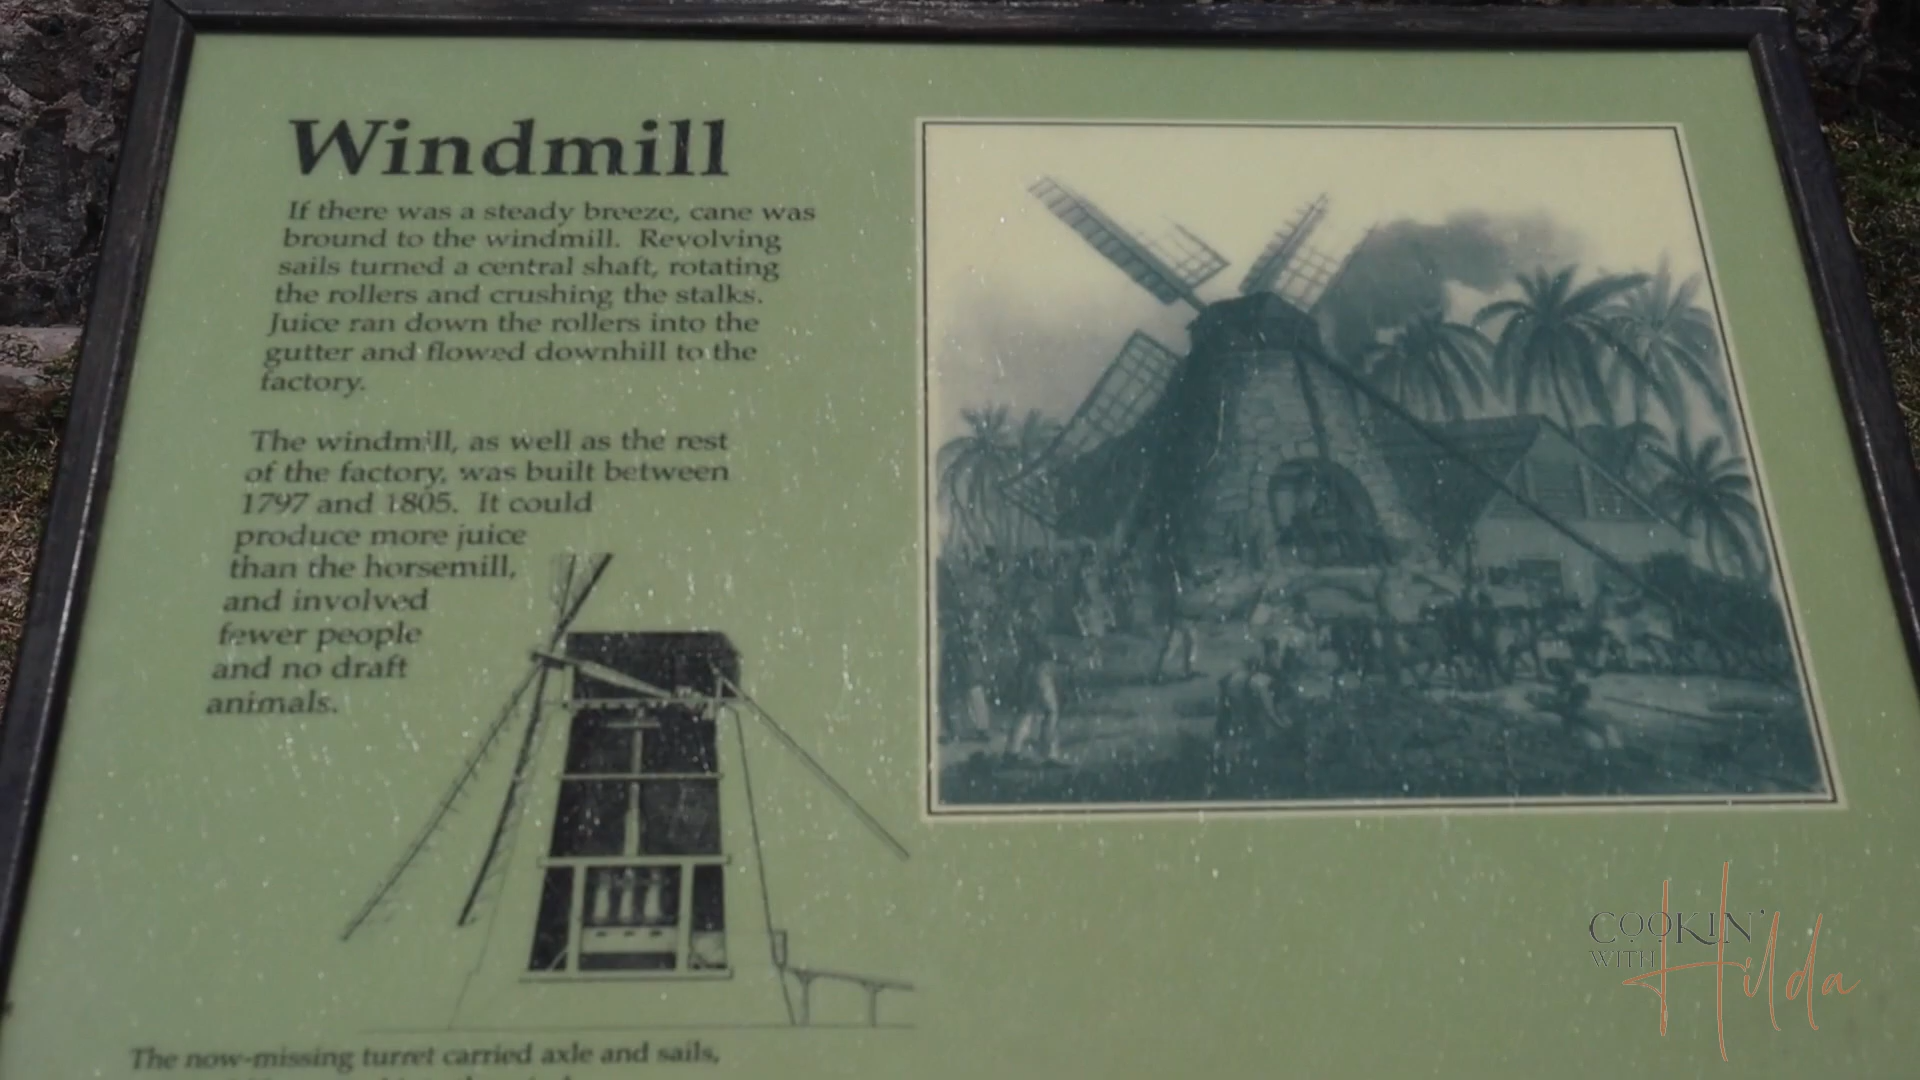 Windmill
If there was a steady breeze, cane was
bround to the windmill. Revolving
sails turned a central shaft, rotating
the rollers and crushing the stalks.
Juice ran down the rollers into the
gutter and flowed downhill to the
factory.
The windmill, as well as the rest
of the factory, was built between
1797 and 1805. It could
produce more juice
than the horsemill,
and involved
fewer people
and no draft
animals.
The now-missing turret carried axle and sails,
COOKIN'
WITH
Hilda